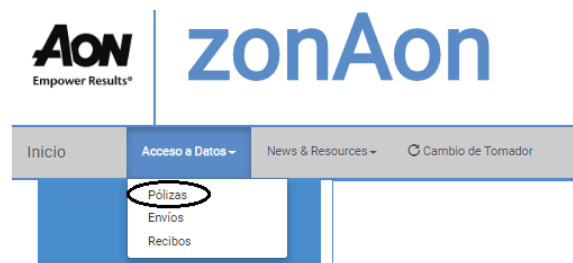 AON
Empower Results®
zonAon
Inicio
Acceso a Datos
News & Resources
Cambio de Tomador
Pólizas
Envíos
Recibos